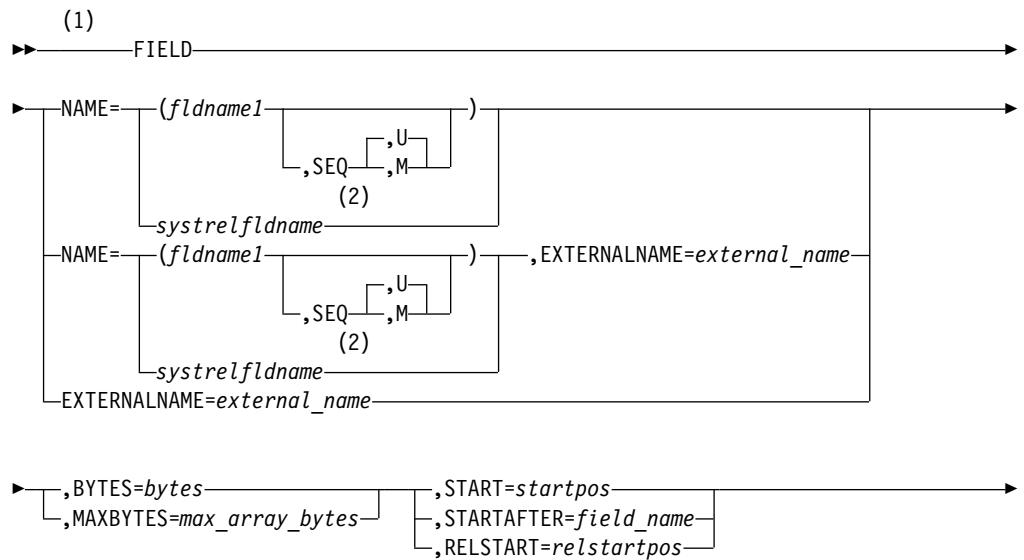 (1)
FIELD
NAME= (fldname1 )
,U
,SEQ ,M
(2)
systrelfldname
NAME= (fldname1 ) ,EXTERNALNAME=external_name
,U
,SEQ ,M
(2)
systrelfldname
EXTERNALNAME=external_name
,BYTES=bytes ,START=startpos
,MAXBYTES=max_array_bytes ,STARTAFTER=field_name
,RELSTART=relstartpos